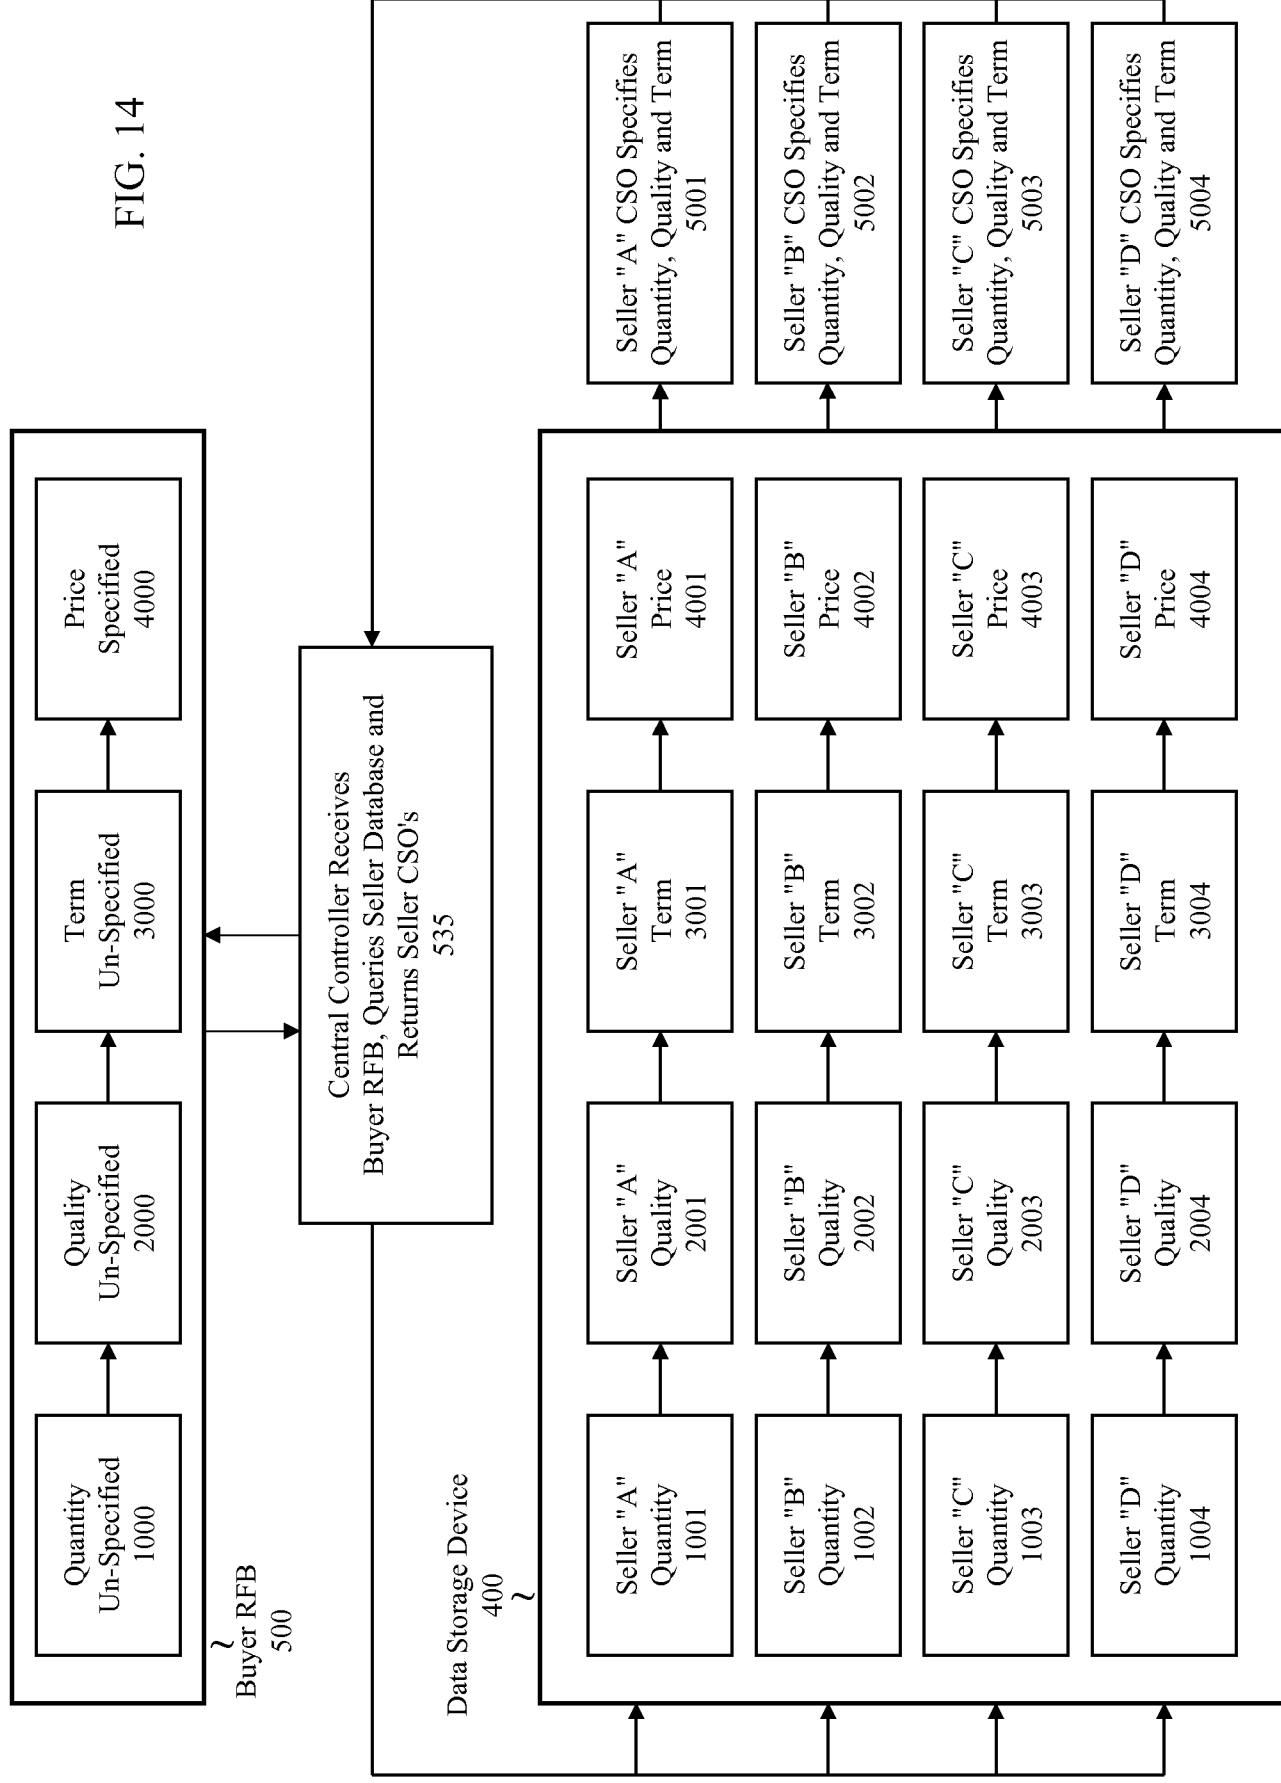 FIG. 14
Quantity
Un-Specified
1000
Quality
Un-Specified
2000
Term
Un-Specified
3000
Price
Specified
4000
Buyer RFB
500
Central Controller Receives
Buyer RFB, Queries Seller Database and
Returns Seller CSO's
535
Data Storage Device
400
Seller "A"
Quantity
1001
Seller "A"
Quality
2001
Seller "A"
Term
3001
Seller "A"
Price
4001
Seller "A" CSO Specifies
Quantity, Quality and Term
5001
Seller "B"
Quantity
1002
Seller "B"
Quality
2002
Seller "B"
Term
3002
Seller "B"
Price
4002
Seller "B" CSO Specifies
Quantity, Quality and Term
5002
Seller "C"
Quantity
1003
Seller "C"
Quality
2003
Seller "C"
Term
3003
Seller "C"
Price
4003
Seller "C" CSO Specifies
Quantity, Quality and Term
5003
Seller "D"
Quantity
1004
Seller "D"
Quality
2004
Seller "D"
Term
3004
Seller "D"
Price
4004
Seller "D" CSO Specifies
Quantity, Quality and Term
5004